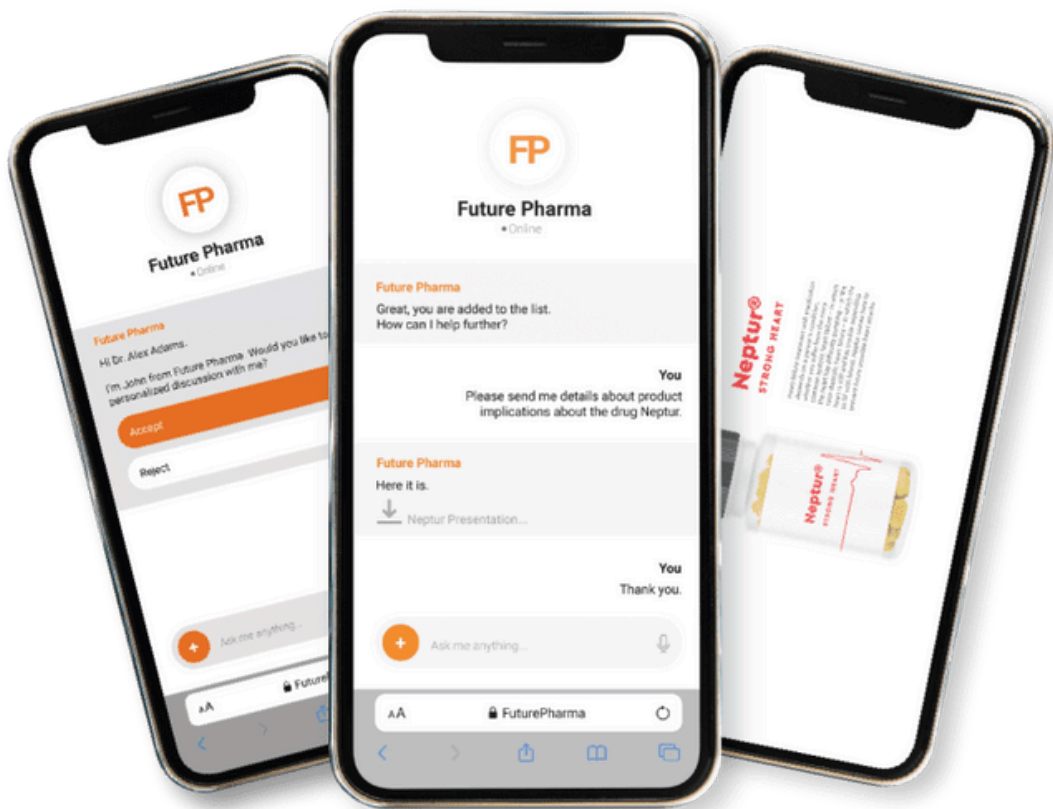 FP
Future Pharma
• Online
Future Pharma
Hi Dr. Alex Adams.
I'm John from Future Pharma. Would you like to
personalized discussion with me?
Accept
Reject
+
Ask me anything...
AA
FP
Future Pharma
• Online
Future Pharma
Great, you are added to the list.
How can I help further?
You
Please send me details about product
implications about the drug Neptur.
Future Pharma
Here it is.
Neptur Presentation...
You
Thank you.
+
Ask me anything...
AA
FuturePharma
Neptur®
STRONG HEART
Neptur®
STRONG HEART